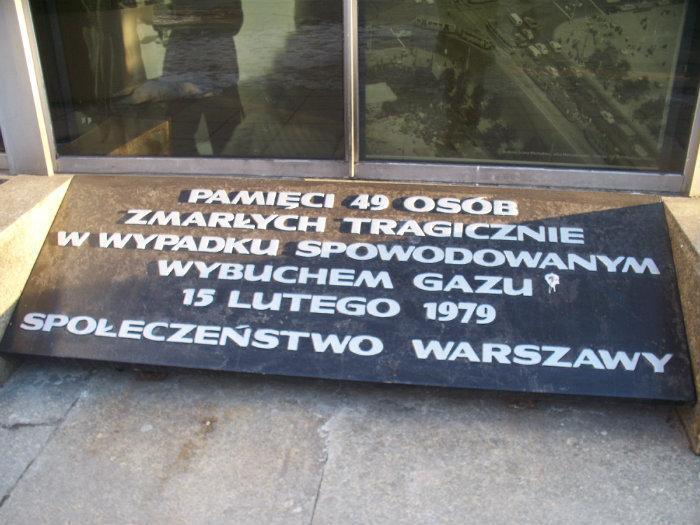 PAMIĘCI 49 OSÓB
ZMARŁYCH TRAGICZNIE
W WYPADKU SPOWODOWANYM
WYBUCHEM GAZU
15 LUTEGO 1979
SPOŁECZEŃSTWO WARSZAWY